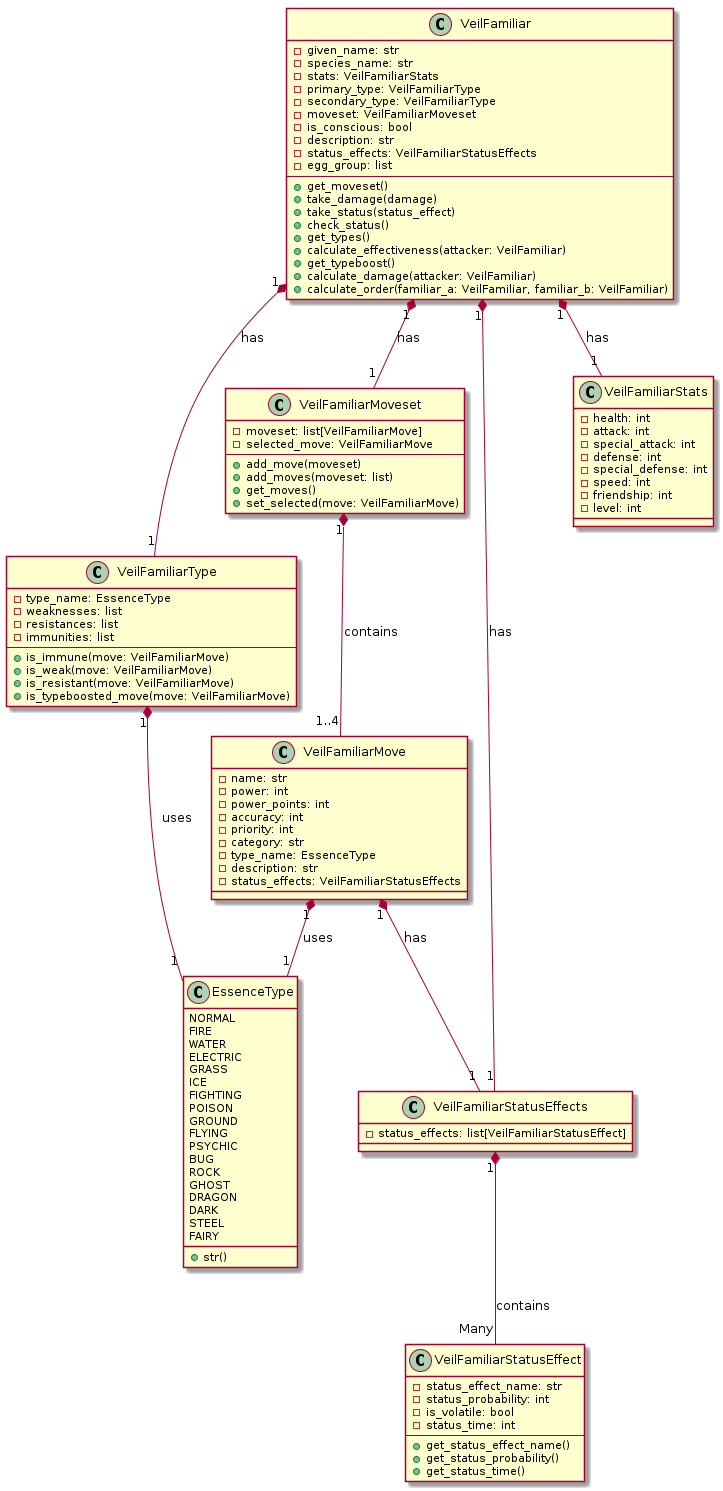 C VeilFamiliar
given_name: str
species_name: str
stats: VeilFamiliarStats
primary_type: VeilFamiliarType
secondary_type: VeilFamiliarType
moveset: VeilFamiliarMoveset
is_conscious: bool
description: str
status_effects: VeilFamiliarStatusEffects
egg_group: list
get_moveset()
take_damage(damage)
take_status(status_effect)
check_status()
get_types()
calculate_effectiveness(attacker: VeilFamiliar)
get_typeboost()
calculate_damage(attacker: VeilFamiliar)
calculate_order(familiar_a: VeilFamiliar, familiar_b: VeilFamiliar)
1
1
1
1
has
has
has
1
1
C VeilFamiliarMoveset
moveset: list[VeilFamiliarMove]
selected_move: VeilFamiliarMove
add_move(moveset)
add_moves(moveset: list)
get_moves()
set_selected(move: VeilFamiliarMove)
C VeilFamiliarStats
health: int
attack: int
special_attack: int
defense: int
special_defense: int
speed: int
friendship: int
level: int
1
1
C VeilFamiliarType
type_name: EssenceType
weaknesses: list
resistances: list
immunities: list
is_immune(move: VeilFamiliarMove)
is_weak(move: VeilFamiliarMove)
is_resistant(move: VeilFamiliarMove)
is_typeboosted_move(move: VeilFamiliarMove)
contains
has
1
1..4
C VeilFamiliarMove
name: str
power: int
power_points: int
accuracy: int
priority: int
category: str
type_name: EssenceType
description: str
status_effects: VeilFamiliarStatusEffects
uses
1
1
uses
has
1
1
C EssenceType
NORMAL
FIRE
WATER
ELECTRIC
GRASS
ICE
FIGHTING
POISON
GROUND
FLYING
PSYCHIC
BUG
ROCK
GHOST
DRAGON
DARK
STEEL
FAIRY
str()
1
1
C VeilFamiliarStatusEffects
status_effects: list[VeilFamiliarStatusEffect]
1
contains
Many
C VeilFamiliarStatusEffect
status_effect_name: str
status_probability: int
is_volatile: bool
status_time: int
get_status_effect_name()
get_status_probability()
get_status_time()